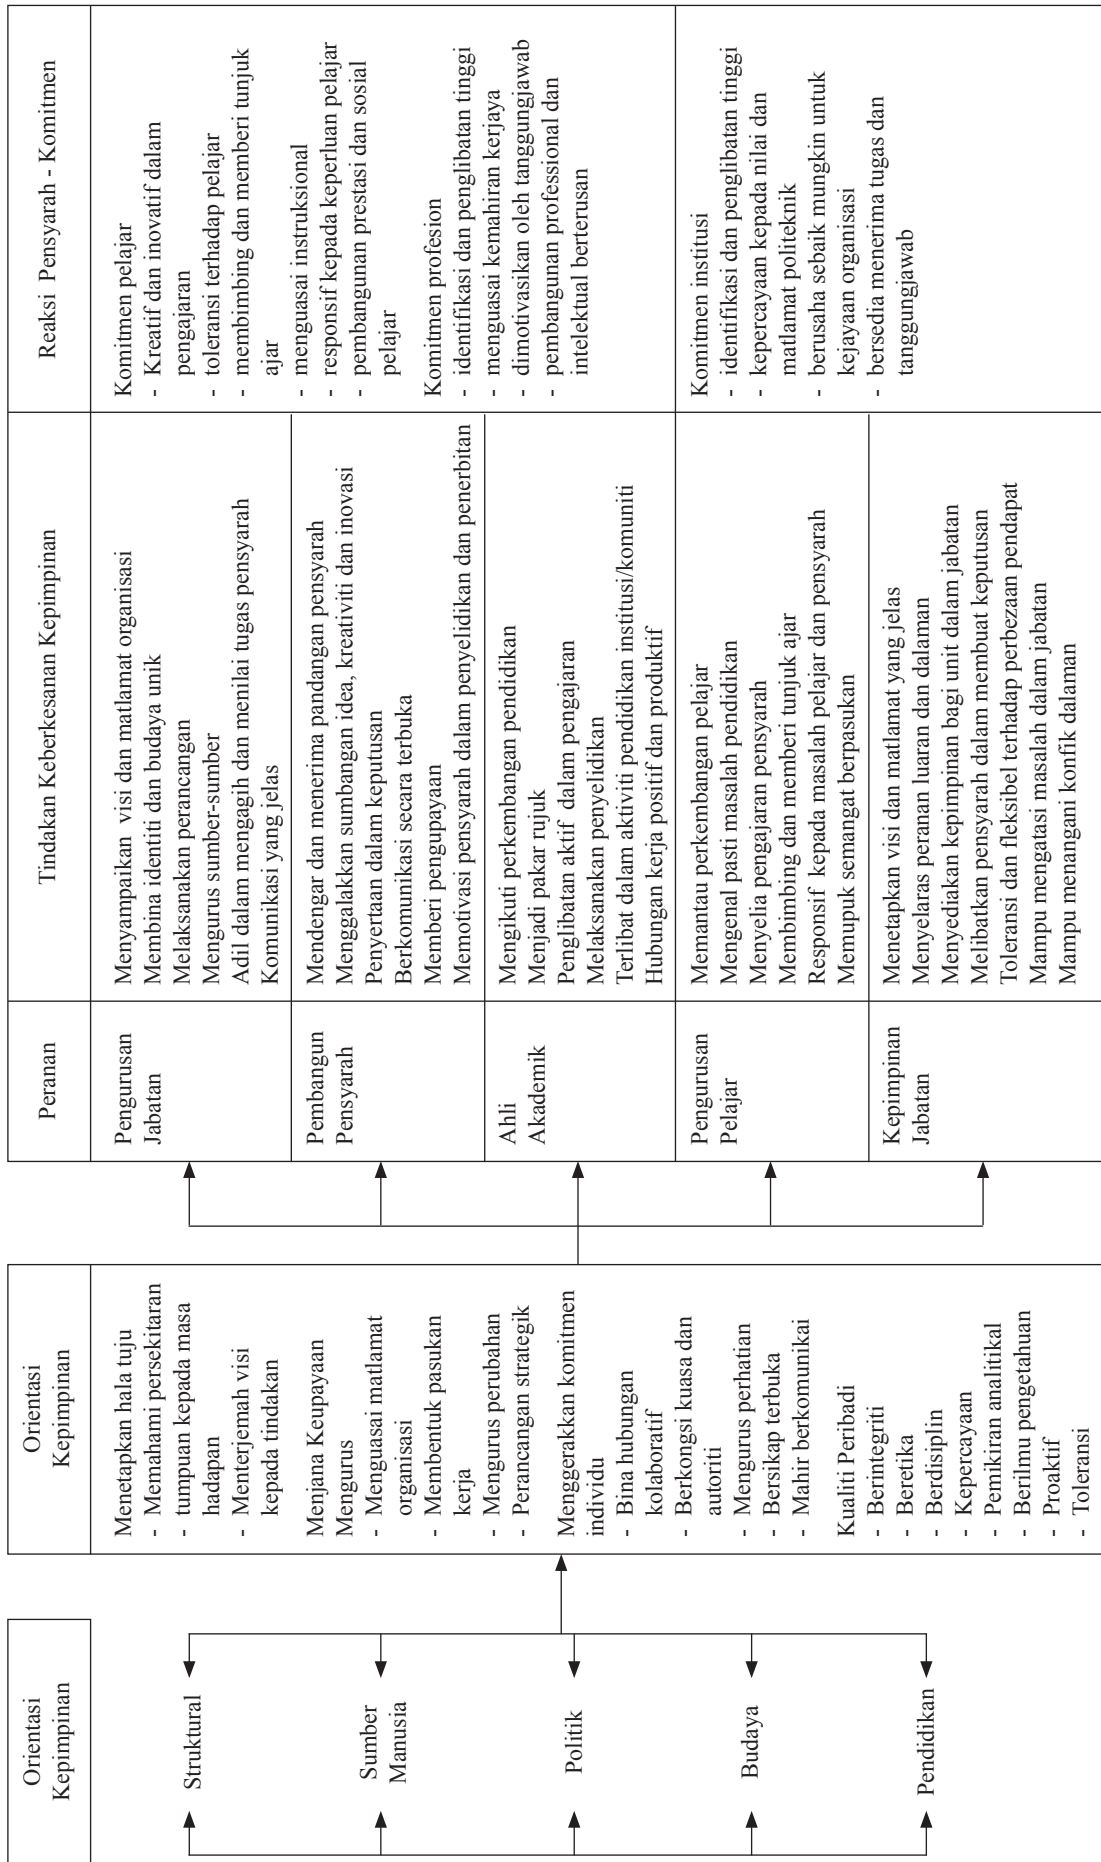 Orientasi
Kepimpinan
Struktural
Sumber
Manusia
Politik
Budaya
Pendidikan
Orientasi
Kepimpinan
Menetapkan hala tuju
- Memahami persekitaran
- tumpuan kepada masa
hadapan
- Menterjemah visi
kepada tindakan
Menjana Keupayaan
Mengurus
- Menguasai matlamat
organisasi
- Membentuk pasukan
kerja
- Mengurus perubahan
- Perancangan strategik
Menggerakkan komitmen
individu
- Bina hubungan
kolaboratif
- Berkongsi kuasa dan
autoriti
- Mengurus perhatian
- Bersikap terbuka
- Mahir berkomunikai
Kualiti Peribadi
- Berintegriti
- Beretika
- Berdisiplin
- Kepercayaan
- Pemikiran analitikal
- Berilmu pengetahuan
- Proaktif
- Toleransi
Peranan
Pengurusan
Jabatan
Pembangun
Pensyarah
Ahli
Akademik
Pengurusan
Pelajar
Kepimpinan
Jabatan
Tindakan Keberkesanan Kepimpinan
Menyampaikan visi dan matlamat organisasi
Membina identiti dan budaya unik
Melaksanakan perancangan
Mengurus sumber-sumber
Adil dalam mengagih dan menilai tugas pensyarah
Komunikasi yang jelas
Mendengar dan menerima pandangan pensyarah
Menggalakkan sumbangan idea, kreativiti dan inovasi
Penyertaan dalam keputusan
Berkomunikasi secara terbuka
Memberi pengupayaan
Memotivasi pensyarah dalam penyelidikan dan penerbitan
Mengikuti perkembangan pendidikan
Menjadi pakar rujuk
Penglibatan aktif dalam pengajaran
Melaksanakan penyelidikan
Terlibat dalam aktiviti pendidikan institusi/komuniti
Hubungan kerja positif dan produktif
Memantau perkembangan pelajar
Mengenal pasti masalah pendidikan
Menyelia pengajaran pensyarah
Membimbing dan memberi tunjuk ajar
Responsif kepada masalah pelajar dan pensyarah
Memupuk semangat berpasukan
Menetapkan visi dan matlamat yang jelas
Menyelaras peranan luaran dan dalaman
Menyediakan kepimpinan bagi unit dalam jabatan
Melibatkan pensyarah dalam membuat keputusan
Toleransi dan fleksibel terhadap perbezaan pendapat
Mampu mengatasi masalah dalam jabatan
Mampu menangani konfik dalaman
Reaksi Pensyarah - Komitmen
Komitmen pelajar
- Kreatif dan inovatif dalam
pengajaran
- toleransi terhadap pelajar
- membimbing dan memberi tunjuk
ajar
- menguasai instruksional
- responsif kepada keperluan pelajar
- pembangunan prestasi dan sosial
pelajar
Komitmen profesion
- identifikasi dan penglibatan tinggi
- menguasai kemahiran kerjaya
- dimotivasikan oleh tanggungjawab
- pembangunan professional dan
intelektual berterusan
Komitmen institusi
- identifikasi dan penglibatan tinggi
- kepercayaan kepada nilai dan
matlamat politeknik
- berusaha sebaik mungkin untuk
kejayaan organisasi
- bersedia menerima tugas dan
tanggungjawab